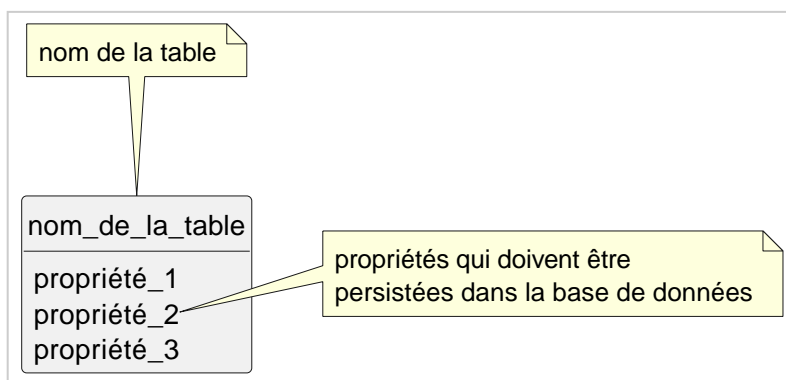 nom de la table
nom_de_la_table
propriété_1
propriété_2
propriété_3
propriétés qui doivent être
persistées dans la base de données